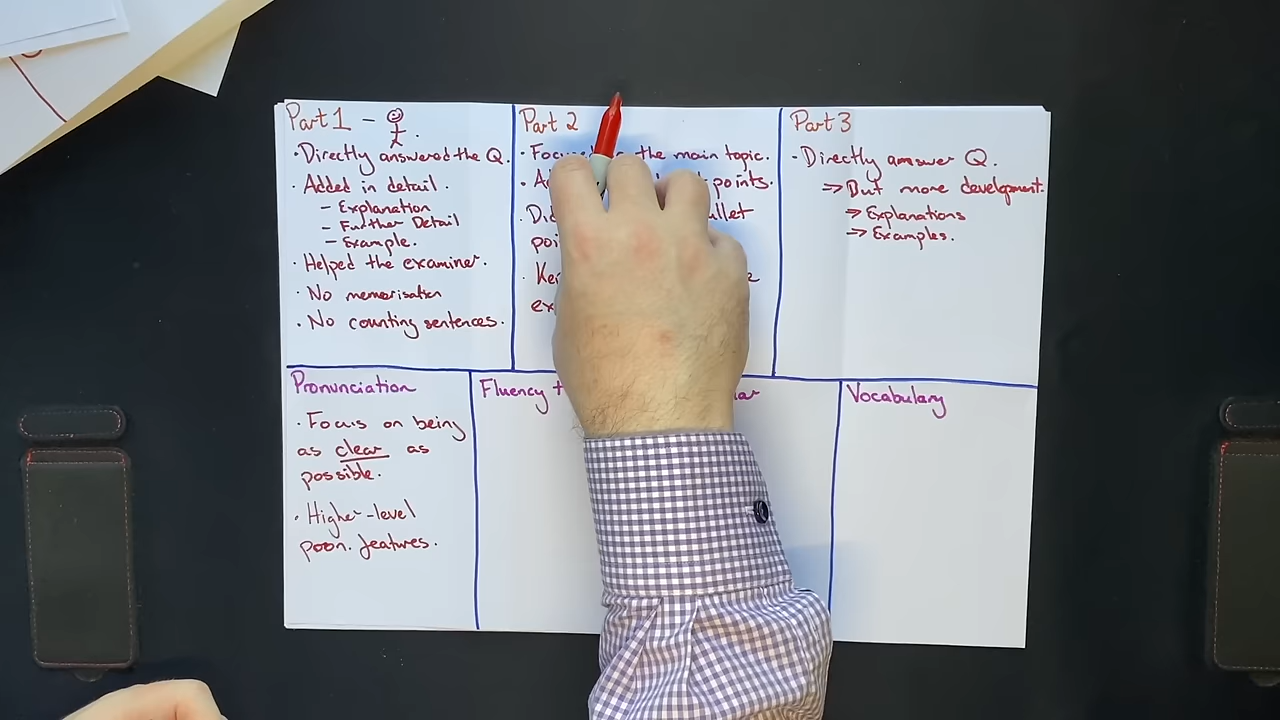 Part 1 -
· Directly answered the Q.
· Added in detail.
- Explanation
- Further Detail
- Example.
· Helped the examiner.
· No memorisation
· No counting sentences.
Part 2
the main topic.
points.
Part 3
· Directly answer Q.
⇒ But more development.
→ Explanations
→ Examples.
Pronunciation
· Focus on being
as clear as
possible.
· Higher-level
pron. features.
Fluency +
Vocabulary